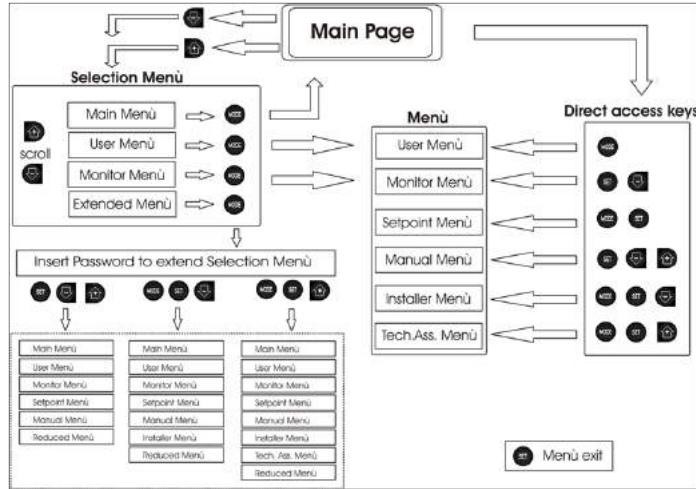 Main Page
Selection Menù
Main Menù
MODE
User Menù
MODE
scroll
Monitor Menù
MODE
Extended Menù
MODE
Menù
Direct access keys
User Menù
MODE
Monitor Menù
SET
Setpoint Menù
MODE SET
Manual Menù
SET
Installer Menù
MODE SET
Tech.Ass. Menù
MODE SET
Insert Password to extend Selection Menù
SET
MODE SET
MODE SET
Main Menù
User Menù
Monitor Menù
Setpoint Menù
Manual Menù
Reduced Menù
Main Menù
User Menù
Monitor Menù
Setpoint Menù
Manual Menù
Installer Menù
Reduced Menù
Main Menù
User Menù
Monitor Menù
Setpoint Menù
Manual Menù
Installer Menù
Tech. Ass. Menù
Reduced Menù
SET Menù exit